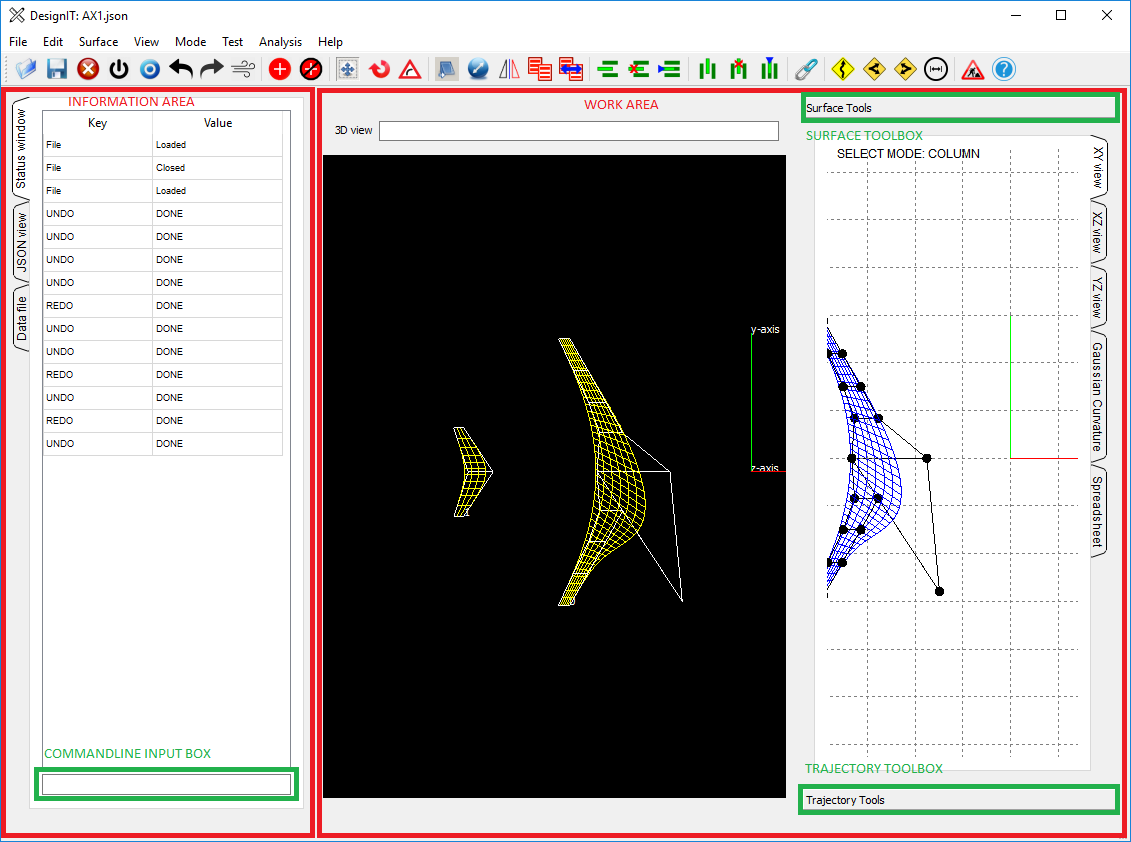 DesignIT: AX1.json
File Edit Surface View Mode Test Analysis Help
INFORMATION AREA
Status window
JSON view
Data file
Key Value
File Loaded
File Closed
File Loaded
UNDO DONE
UNDO DONE
UNDO DONE
UNDO DONE
REDO DONE
UNDO DONE
UNDO DONE
REDO DONE
UNDO DONE
REDO DONE
UNDO DONE
COMMANDLINE INPUT BOX
WORK AREA
3D view
y-axis
z-axis
Surface Tools
SURFACE TOOLBOX
SELECT MODE: COLUMN
XY view
XZ view
YZ view
Gaussian Curvature
Spreadsheet
TRAJECTORY TOOLBOX
Trajectory Tools